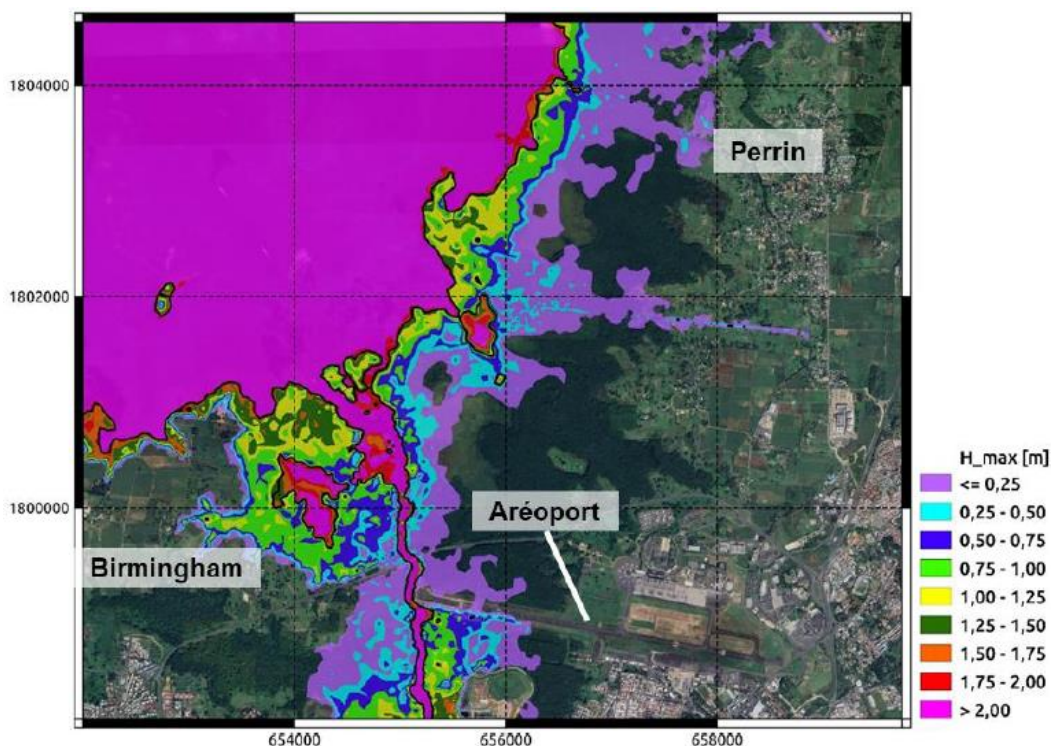 1804000
Perrin
1802000
1800000
Aréoport
Birmingham
H_max [m]
<= 0,25
0,25 - 0,50
0,50 - 0,75
0,75 - 1,00
1,00 - 1,25
1,25 - 1,50
1,50 - 1,75
1,75 - 2,00
> 2,00
654000
656000
658000